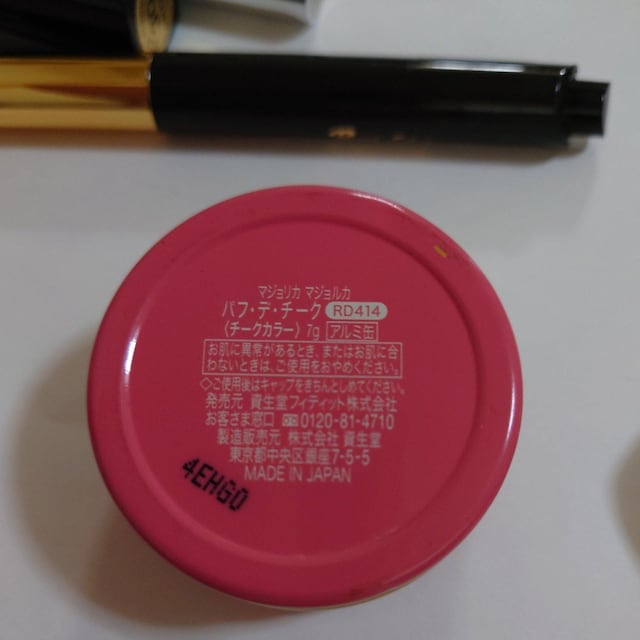 マジョリカ マジョルカ
パフ・デ・チーク RD414
〈チークカラー〉 7g アルミ缶
お肌に異常があるとき、またはお肌に合
わないときは、ご使用をおやめください。
◇ご使用後はキャップをきちんとしめてください。
発売元 資生堂フィティット株式会社
お客さま窓口 0120-81-4710
製造販売元 株式会社 資生堂
東京都中央区銀座7-5-5
MADE IN JAPAN
4EHG0